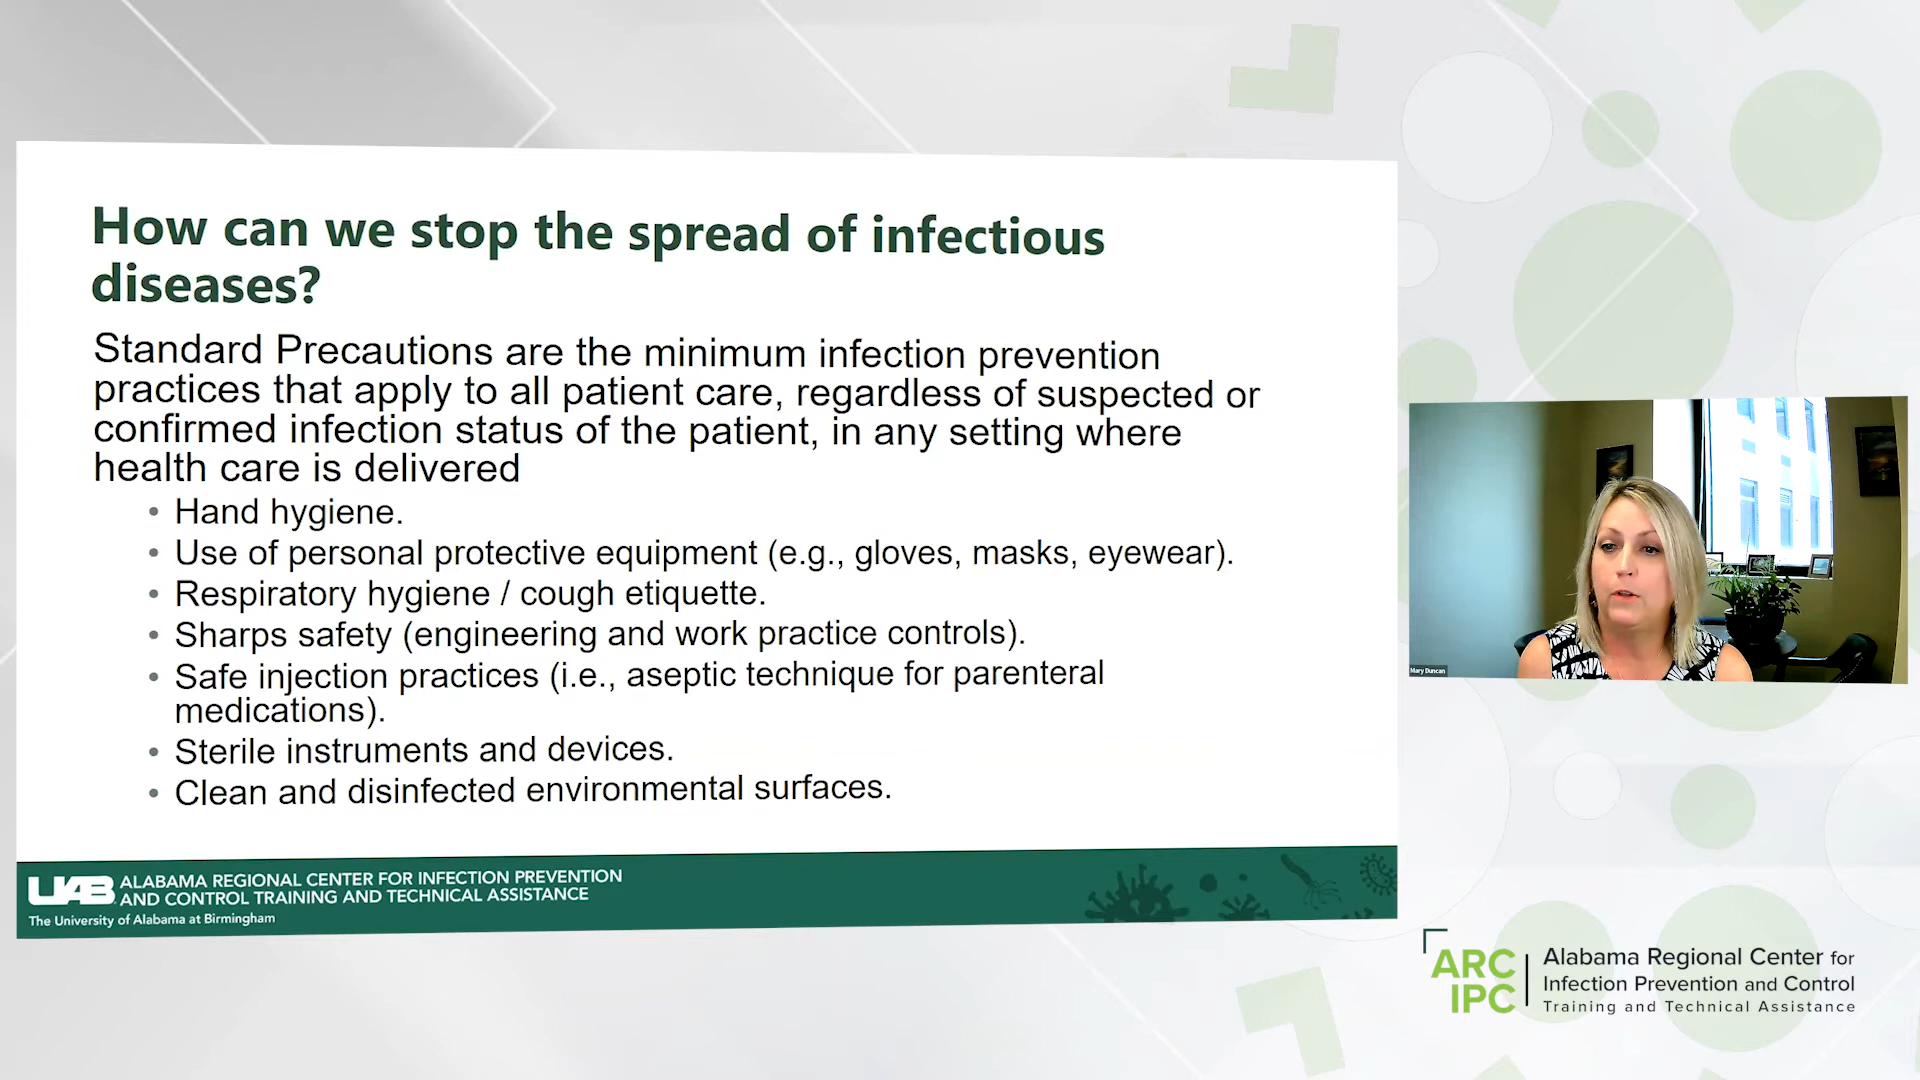 How can we stop the spread of infectious
diseases?
Standard Precautions are the minimum infection prevention
practices that apply to all patient care, regardless of suspected or
confirmed infection status of the patient, in any setting where
health care is delivered
• Hand hygiene.
• Use of personal protective equipment (e.g., gloves, masks, eyewear).
• Respiratory hygiene / cough etiquette.
• Sharps safety (engineering and work practice controls).
• Safe injection practices (i.e., aseptic technique for parenteral
medications).
• Sterile instruments and devices.
• Clean and disinfected environmental surfaces.
UAB ALABAMA REGIONAL CENTER FOR INFECTION PREVENTION
AND CONTROL TRAINING AND TECHNICAL ASSISTANCE
The University of Alabama at Birmingham
Mary Duncan
ARC
IPC
Alabama Regional Center for
Infection Prevention and Control
Training and Technical Assistance